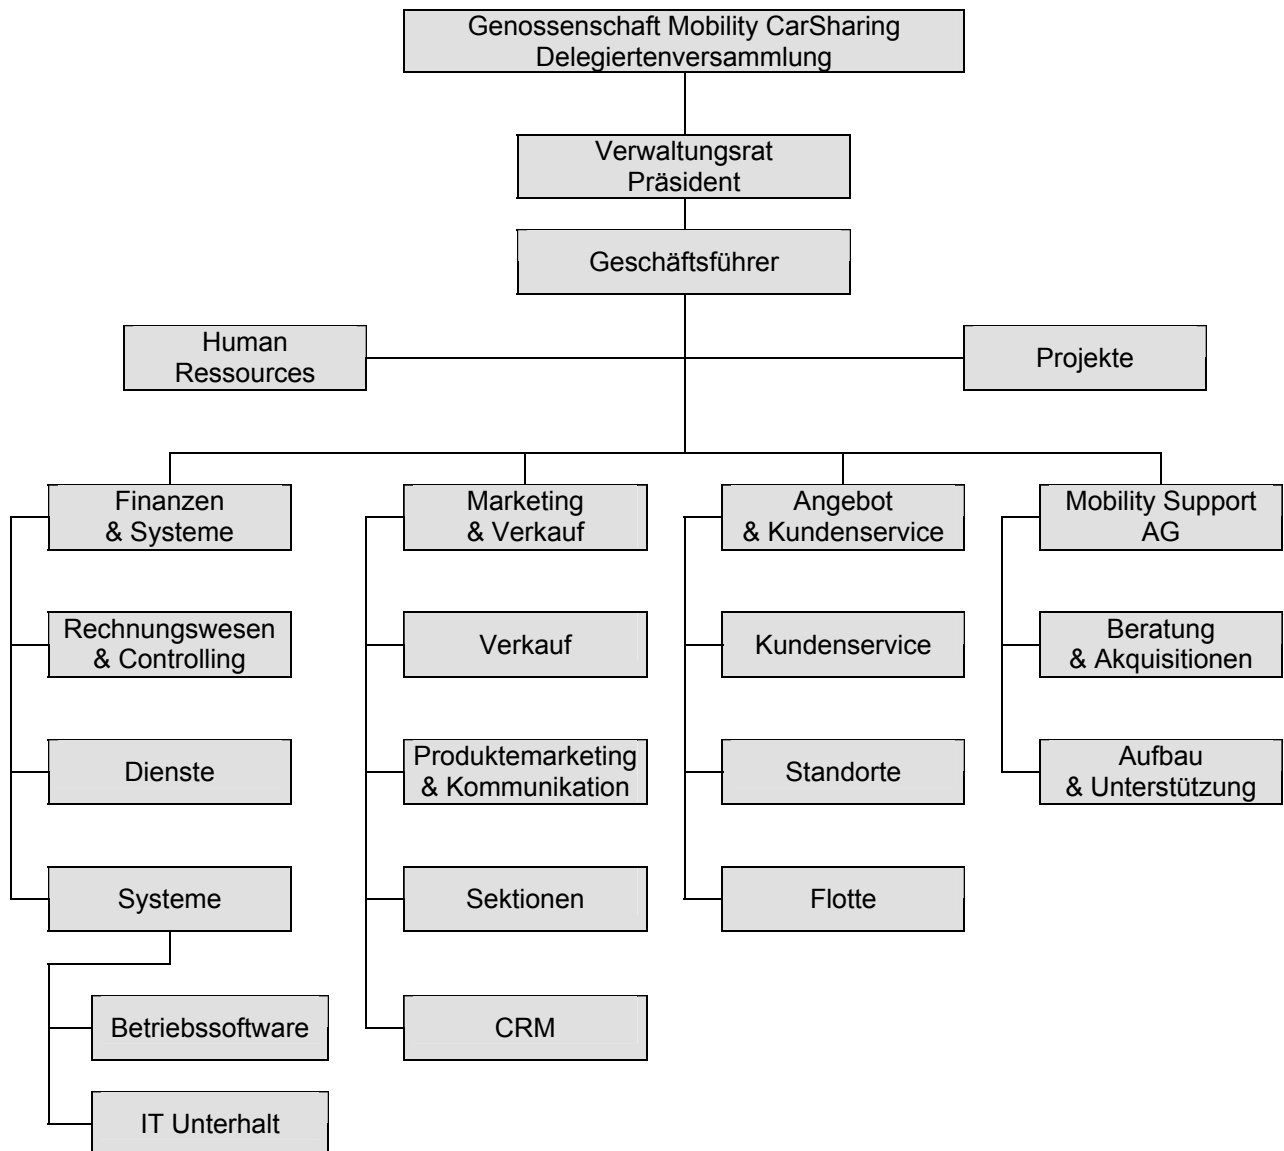 Genossenschaft Mobility CarSharing
Delegiertenversammlung
Verwaltungsrat
Präsident
Geschäftsführer
Human
Ressources
Projekte
Finanzen
& Systeme
Marketing
& Verkauf
Angebot
& Kundenservice
Mobility Support
AG
Rechnungswesen
& Controlling
Verkauf
Kundenservice
Beratung
& Akquisitionen
Dienste
Produktemarketing
& Kommunikation
Standorte
Aufbau
& Unterstützung
Systeme
Sektionen
Flotte
Betriebssoftware
CRM
IT Unterhalt